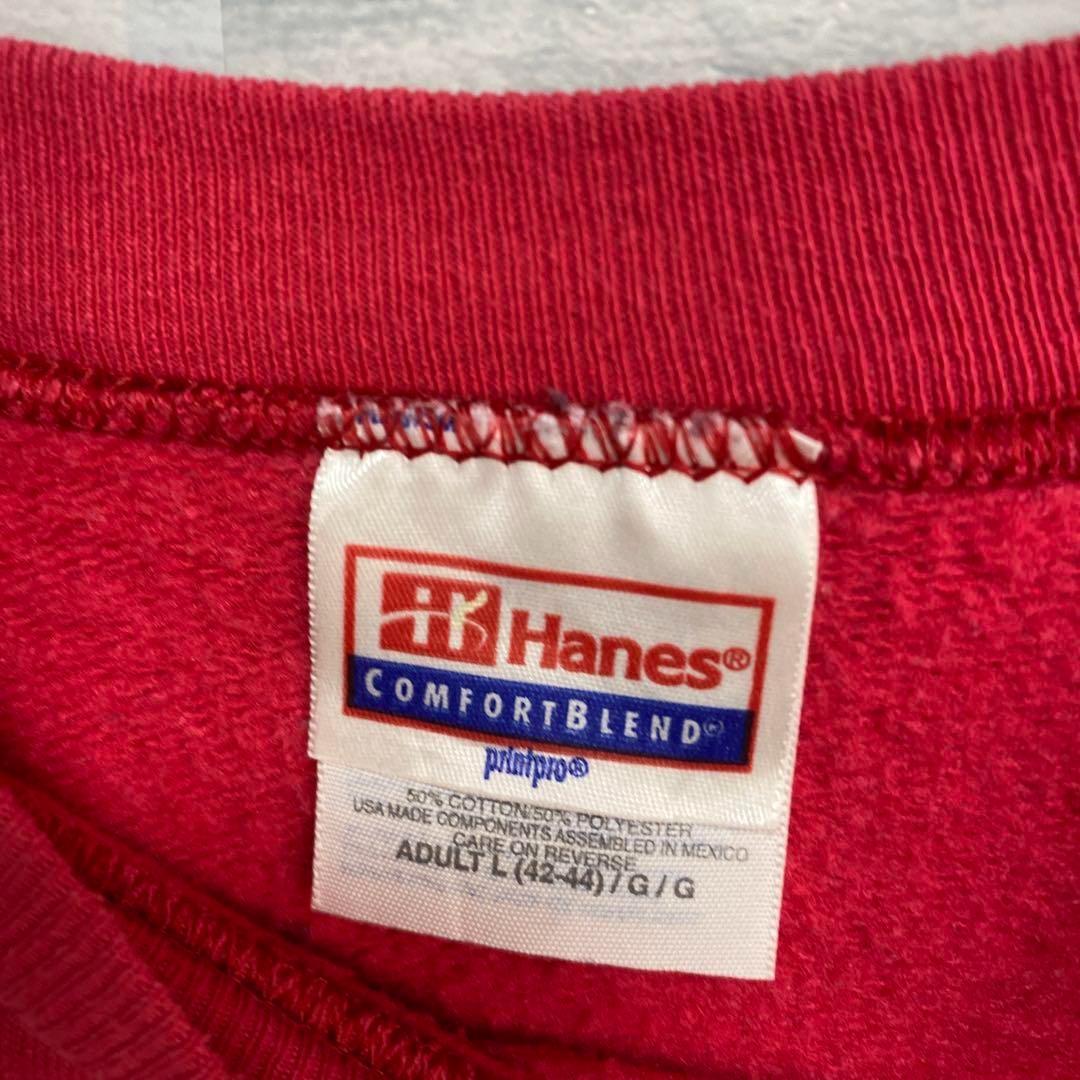 Hanes®
COMFORTBLEND®
printpro®
50% COTTON/50% POLYESTER
USA MADE COMPONENTS ASSEMBLED IN MEXICO
CARE ON REVERSE
ADULT L (42-44) / G / G